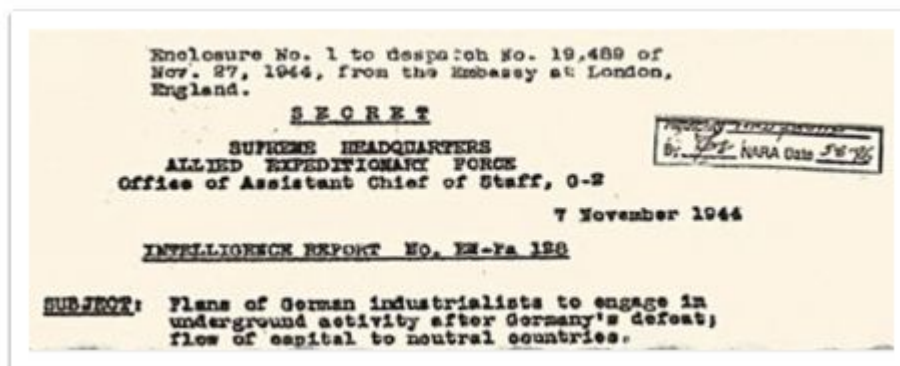 Enclosure No. 1 to despatch No. 19,489 of
Nov. 27, 1944, from the Embassy at London,
England.
SECRET
SUPREME HEADQUARTERS
ALLIED EXPEDITIONARY FORCE
Office of Assistant Chief of Staff, G-2
By NARA Date
7 November 1944
INTELLIGENCE REPORT NO. EW-Pa 128
SUBJECT: Plans of German industrialists to engage in
underground activity after Germany's defeat;
flow of capital to neutral countries.